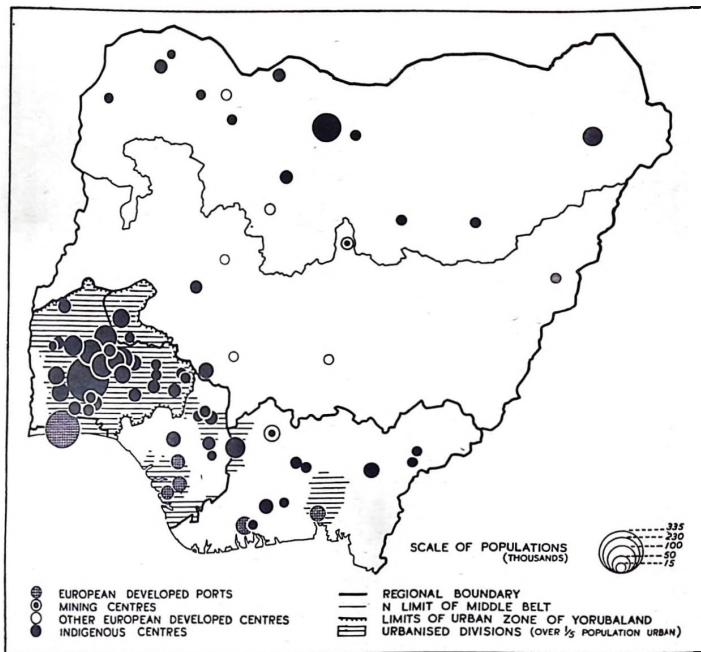 SCALE OF POPULATIONS
(THOUSANDS)
335
230
100
50
15
EUROPEAN DEVELOPED PORTS
MINING CENTRES
OTHER EUROPEAN DEVELOPED CENTRES
INDIGENOUS CENTRES
REGIONAL BOUNDARY
N LIMIT OF MIDDLE BELT
LIMITS OF URBAN ZONE OF YORUBALAND
URBANISED DIVISIONS (OVER 1/5 POPULATION URBAN)